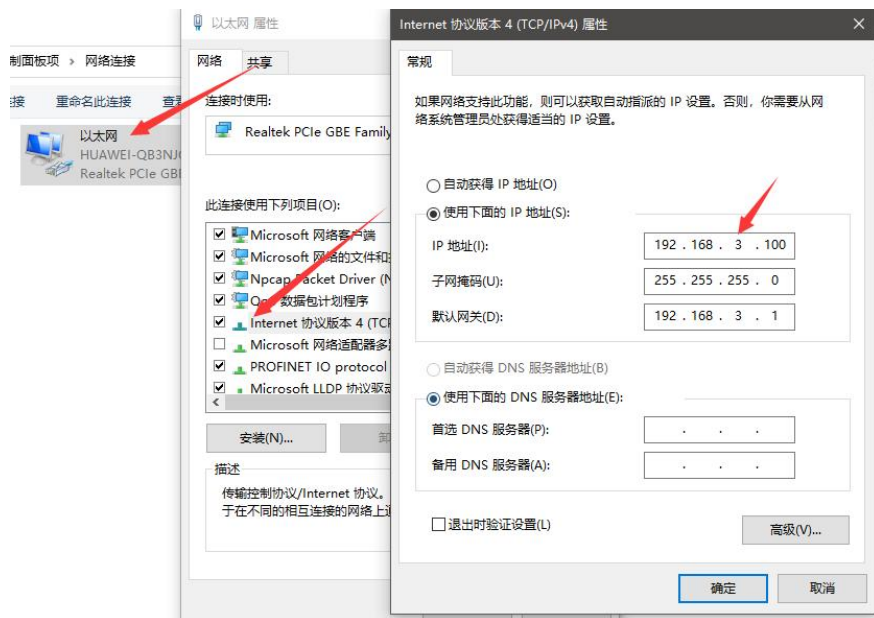 制面板项 › 网络连接
接 重命名此连接
以太网
HUAWEI-QB3NJ
Realtek PCIe GB
以太网 属性
网络 共享
连接时使用:
Realtek PCIe GBE Family
此连接使用下列项目(O):
Microsoft 网络客户端
Microsoft 网络的文件和
Npcap Packet Driver (N
QoS 数据包计划程序
Internet 协议版本 4 (TC
Microsoft 网络适配器多
PROFINET IO protocol
Microsoft LLDP 协议驱动
安装(N)...
描述
传输控制协议/Internet 协议。
于在不同的相互连接的网络上
Internet 协议版本 4 (TCP/IPv4) 属性
常规
如果网络支持此功能，则可以获取自动指派的 IP 设置。否则，你需要从网
络系统管理员处获得适当的 IP 设置。
自动获得 IP 地址(O)
使用下面的 IP 地址(S):
IP 地址(I): 192 . 168 . 3 . 100
子网掩码(U): 255 . 255 . 255 . 0
默认网关(D): 192 . 168 . 3 . 1
自动获得 DNS 服务器地址(B)
使用下面的 DNS 服务器地址(E):
首选 DNS 服务器(P): . . .
备用 DNS 服务器(A): . . .
退出时验证设置(L)
高级(V)...
确定 取消